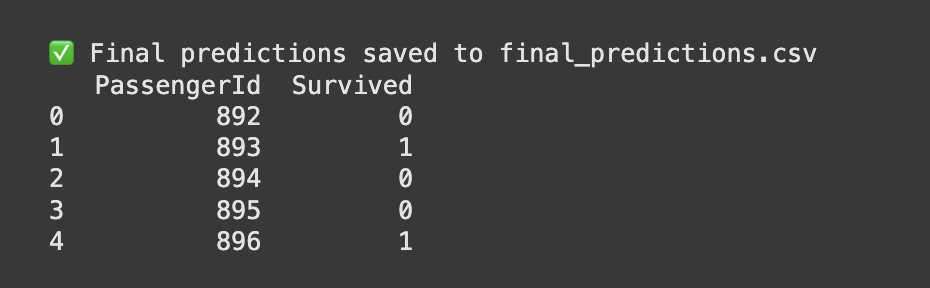 ✅ Final predictions saved to final_predictions.csv
   PassengerId  Survived
0          892         0
1          893         1
2          894         0
3          895         0
4          896         1